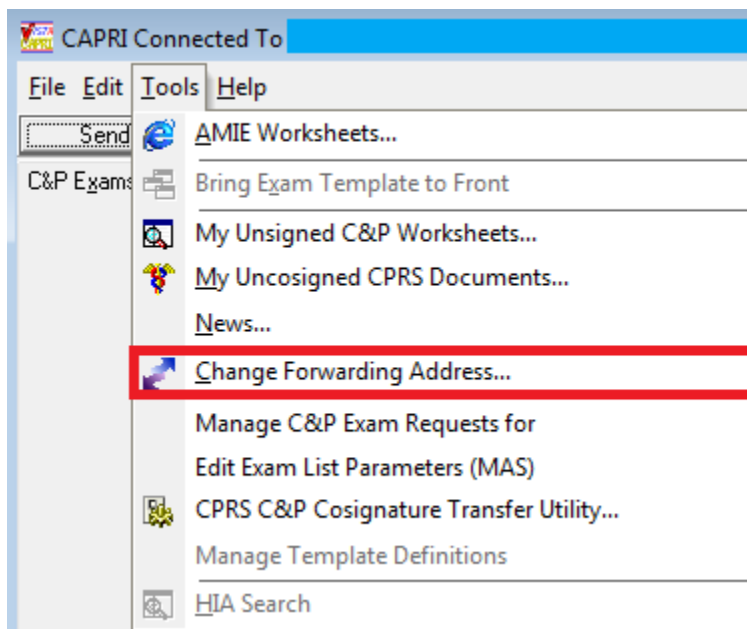 CAPRI Connected To
File Edit Tools Help
Send
AMIE Worksheets...
C&P Exams
Bring Exam Template to Front
My Unsigned C&P Worksheets...
My Uncosigned CPRS Documents...
News...
Change Forwarding Address...
Manage C&P Exam Requests for
Edit Exam List Parameters (MAS)
CPRS C&P Cosignature Transfer Utility...
Manage Template Definitions
HIA Search